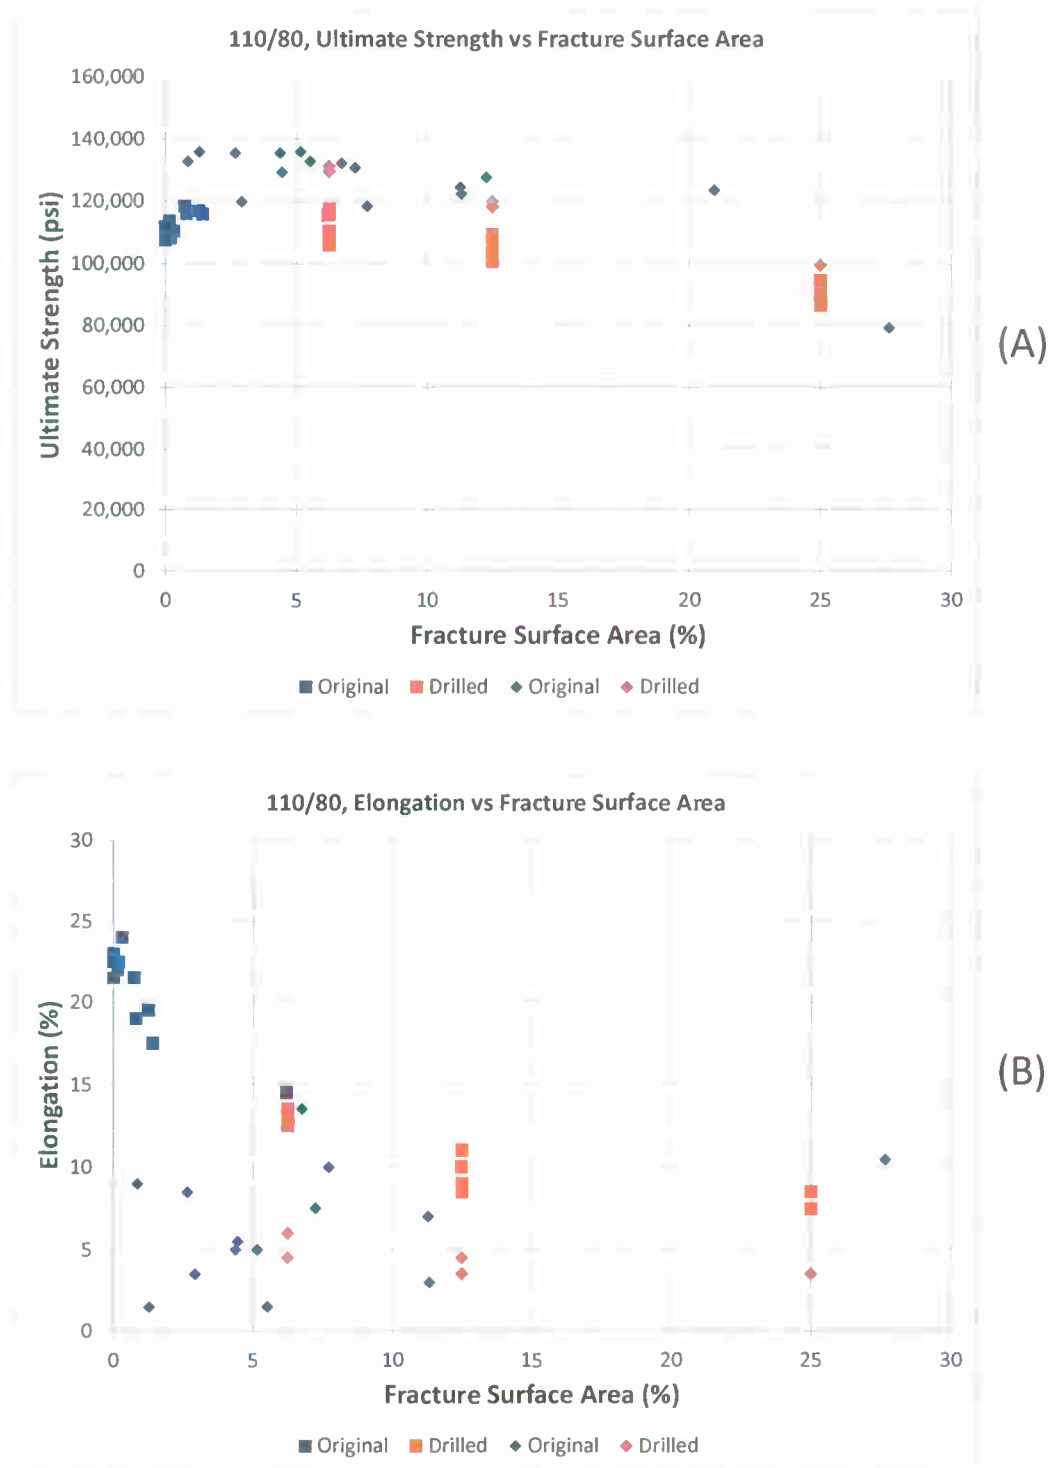 110/80, Ultimate Strength vs Fracture Surface Area
160,000
140,000
120,000
100,000
80,000
60,000
40,000
20,000
0
Ultimate Strength (psi)
0 5 10 15 20 25 30
Fracture Surface Area (%)
Original Drilled Original Drilled
(A)
110/80, Elongation vs Fracture Surface Area
30
25
20
15
10
5
0
Elongation (%)
0 5 10 15 20 25 30
Fracture Surface Area (%)
Original Drilled Original Drilled
(B)